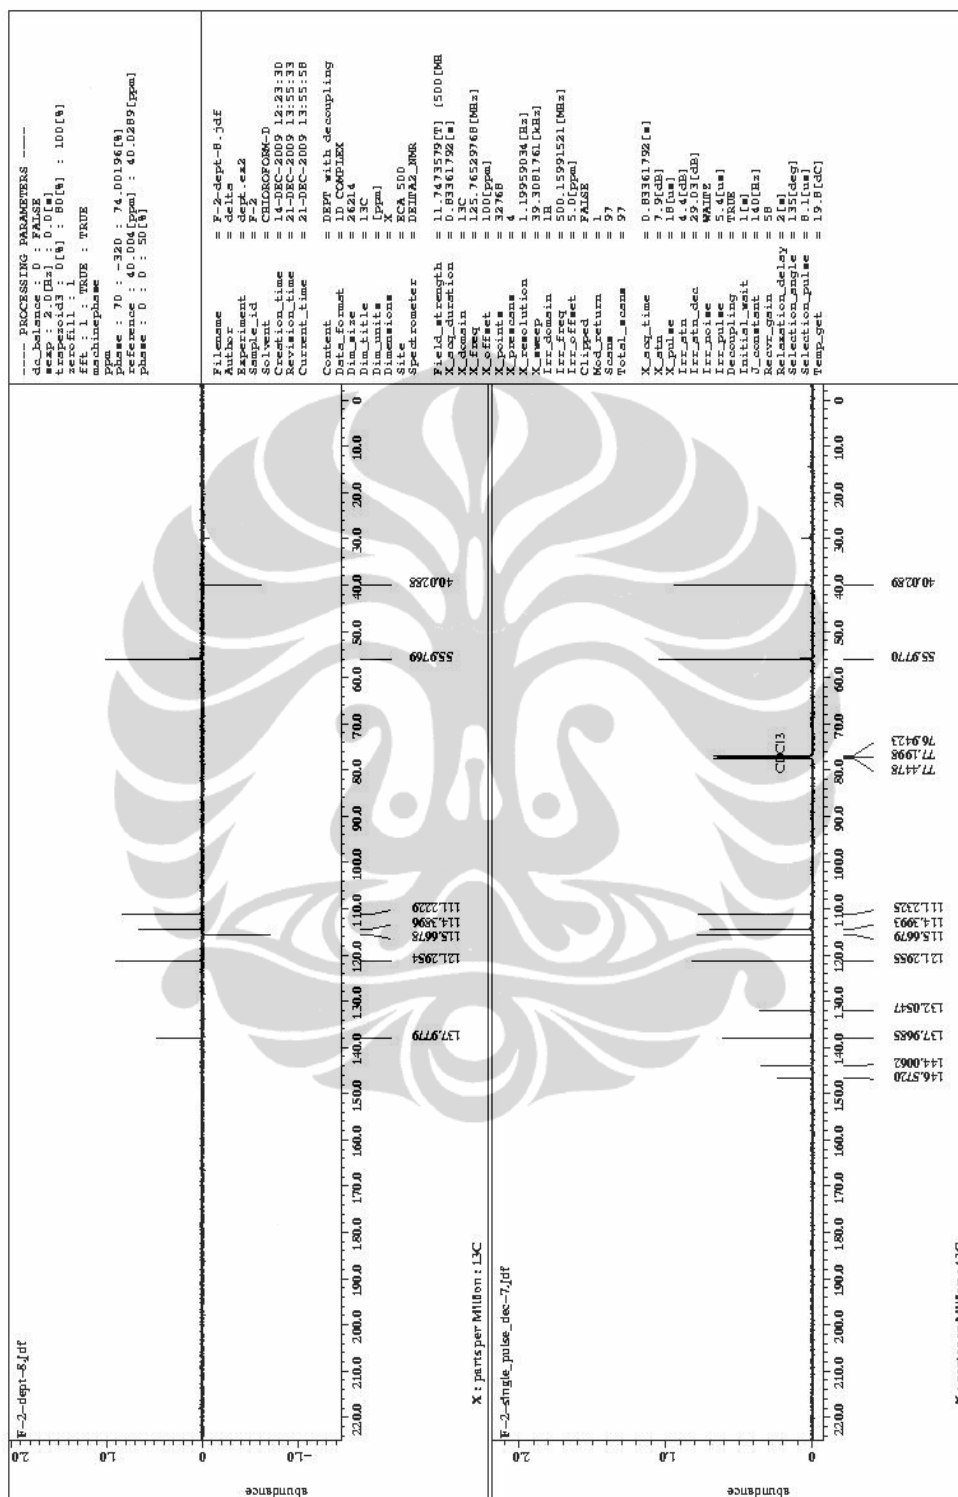 ---- PROCESSING PARAMETERS ----
dc_balance : 0 : FALSE
sexp : 2.0[Hz] : 0.0[s]
trapezoid3 : 0[%] : 80[%] : 100[%]
zerofill : 1
fft : 1 : TRUE : TRUE
machinephase
ppm
phase : 70 : -320 : 74.00196[%]
reference : 40.004[ppm] : 40.0289[ppm]
phase : 0 : 0 : 50[%]
Filename = F-2-dept-8.jdf
Author = delta
Experiment = dept.ex2
Sample_id = F-2
Solvent = CHLOROFORM-D
Creation_time = 14-DEC-2009 12:23:30
Revision_time = 21-DEC-2009 13:55:33
Current_time = 21-DEC-2009 13:55:58
Content = DEPT with decoupling
Data_format = 1D COMPLEX
Dim_size = 26214
Dim_title = 13C
Dim_units = [ppm]
Dimensions = X
Site = ECA 500
Spectrometer = DELTA2_NMR
Field_strength = 11.7473579[T] (500[MH
X_acq_duration = 0.83361792[s]
X_domain = 13C
X_freq = 125.76529768[MHz]
X_offset = 100[ppm]
X_points = 32768
X_prescans = 4
X_resolution = 1.19959034[Hz]
X_sweep = 39.3081761[kHz]
Irr_domain = 1H
Irr_freq = 500.15991521[MHz]
Irr_offset = 5.0[ppm]
Clipped = FALSE
Mod_return = 1
Scans = 97
Total_scans = 97
X_acq_time = 0.83361792[s]
X_atn = 7.9[dB]
X_pulse = 18[us]
Irr_atn = 4.4[dB]
Irr_atn_dec = 29.03[dB]
Irr_noise = WALTZ
Irr_pulse = 5.4[us]
Decoupling = TRUE
Initial_wait = 1[s]
J_constant = 140[Hz]
Recvr_gain = 58
Relaxation_delay = 2[s]
Selection_angle = 135[deg]
Selection_pulse = 8.1[us]
Temp_get = 19.8[dC]
F-2-dept-8.jdf
abundance
2.0
1.0
0
-1.0
220.0 210.0 200.0 190.0 180.0 170.0 160.0 150.0 140.0 130.0 120.0 110.0 100.0 90.0 80.0 70.0 60.0 50.0 40.0 30.0 20.0 10.0 0
137.9779
121.2954
115.6678
114.3896
111.2229
55.9769
40.0288
X : parts per Million : 13C
F-2-single_pulse_dec-7.jdf
abundance
2.0
1.0
0
CDCl3
220.0 210.0 200.0 190.0 180.0 170.0 160.0 150.0 140.0 130.0 120.0 110.0 100.0 90.0 80.0 70.0 60.0 50.0 40.0 30.0 20.0 10.0 0
146.5720
144.0062
137.9685
132.0547
121.2955
115.6679
114.3993
111.2325
77.4478
77.1998
76.9423
55.9770
40.0289